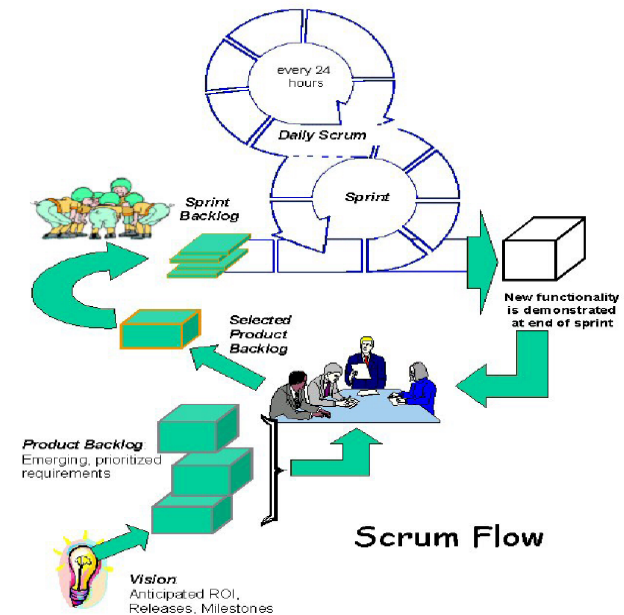 every 24
hours
Daily Scrum
Sprint
Sprint
Backlog
New functionality
is demonstrated
at end of sprint
Selected
Product
Backlog
Product Backlog:
Emerging, prioritized
requirements
Scrum Flow
Vision:
Anticipated ROI,
Releases, Milestones